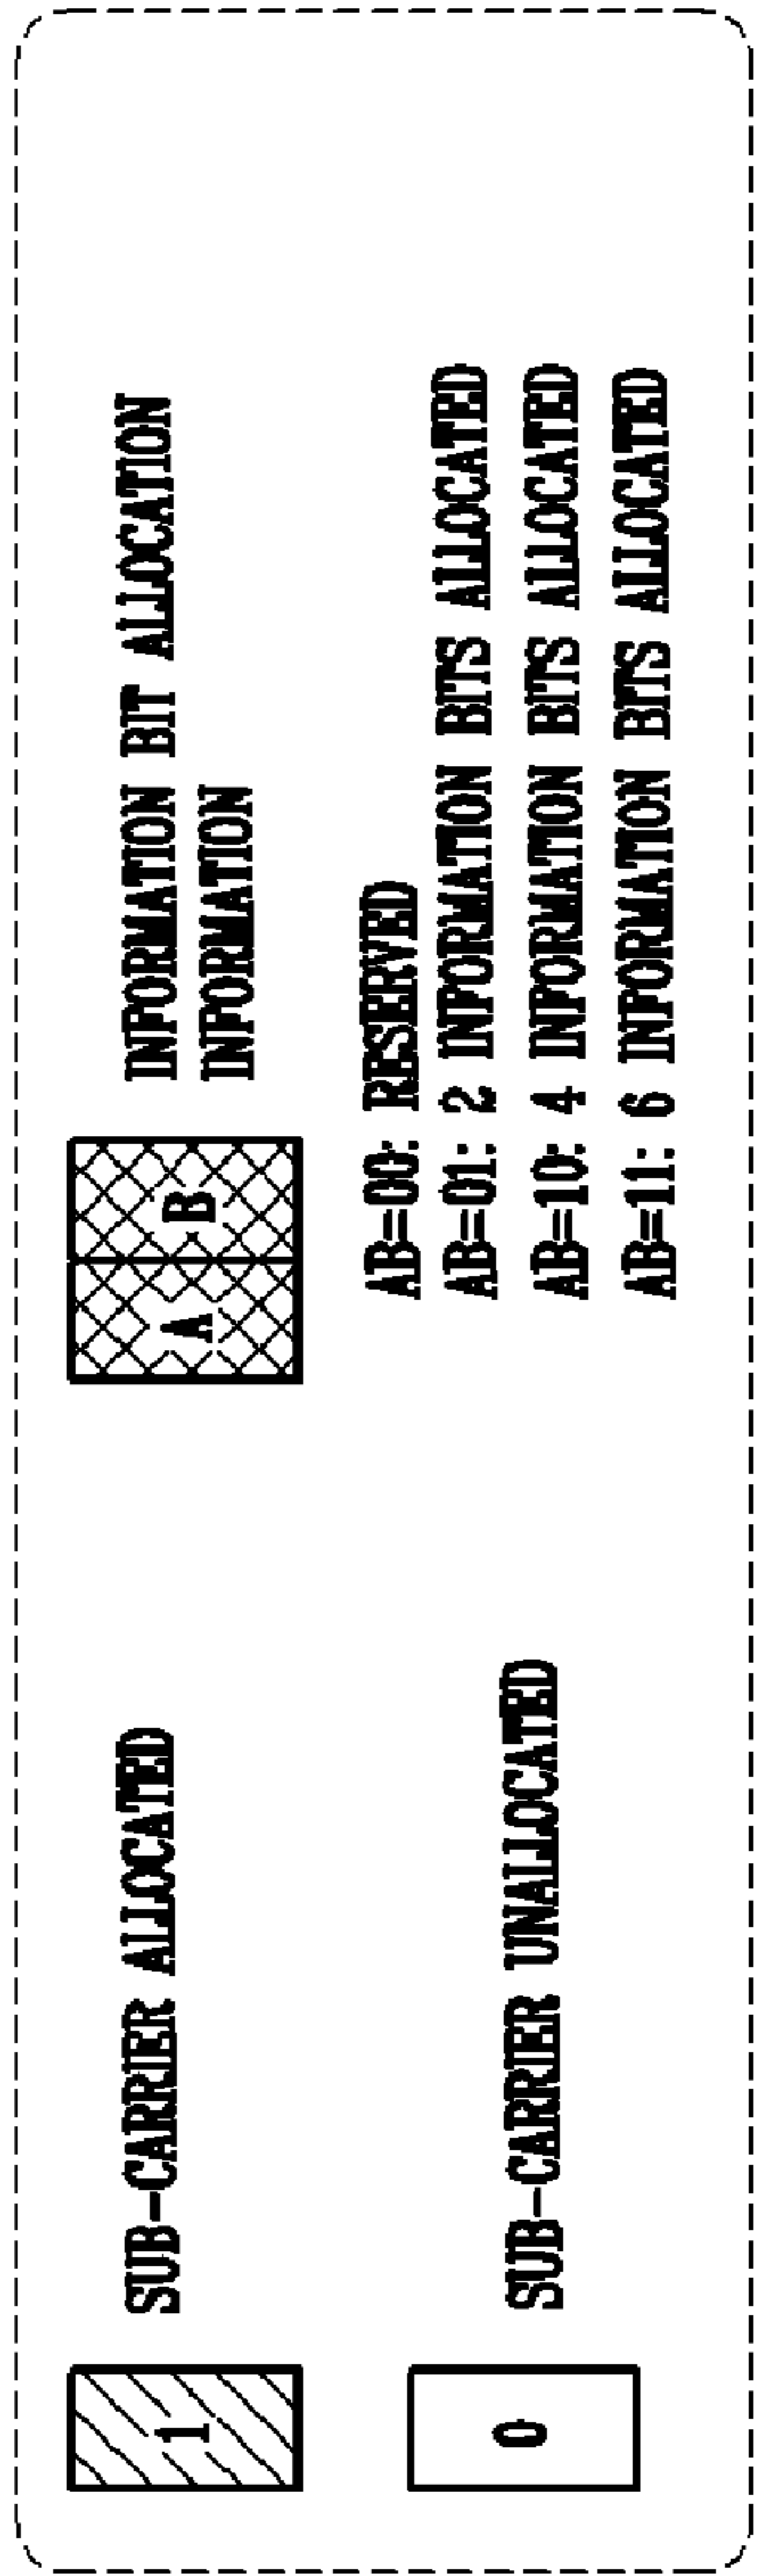 1 SUB-CARRIER ALLOCATED
0 SUB-CARRIER UNALLOCATED
A B INFORMATION BIT ALLOCATION
INFORMATION
AB=00: RESERVED
AB=01: 2 INFORMATION BITS ALLOCATED
AB=10: 4 INFORMATION BITS ALLOCATED
AB=11: 6 INFORMATION BITS ALLOCATED